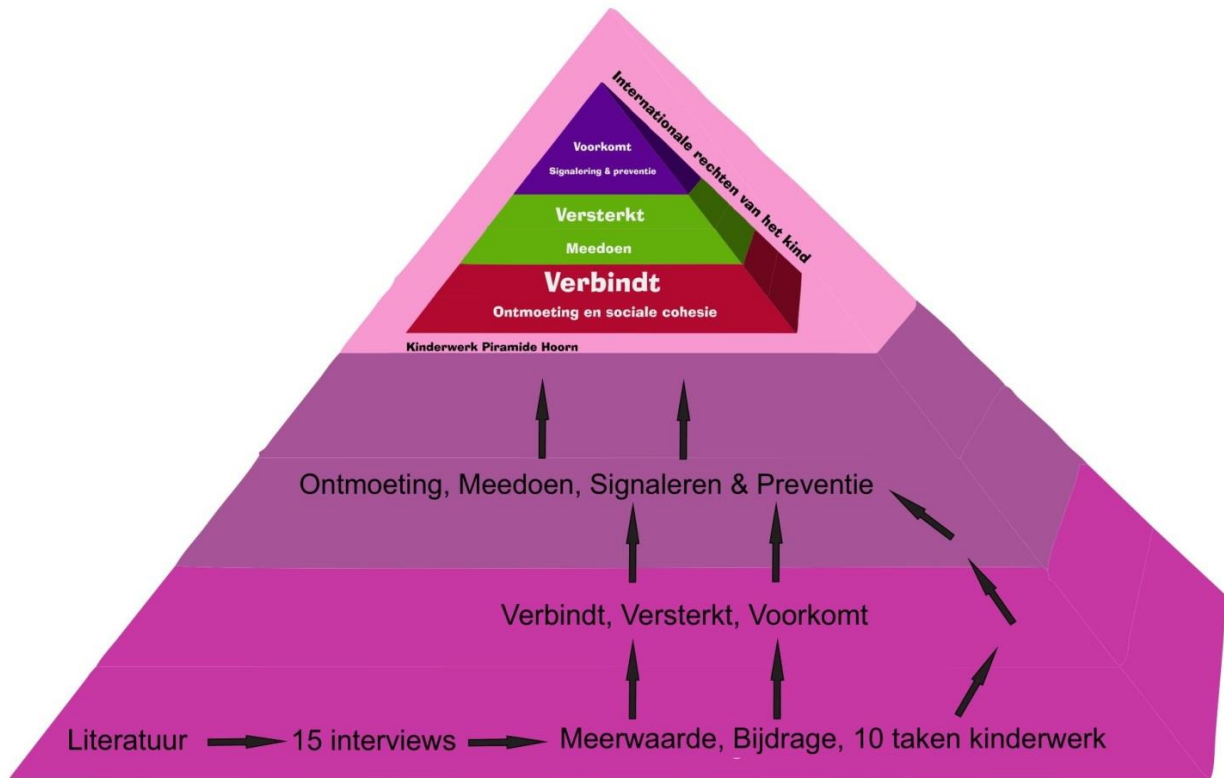 Internationale rechten van het kind
Voorkomt
Signalering & preventie
Versterkt
Meedoen
Verbindt
Ontmoeting en sociale cohesie
Kinderwerk Piramide Hoorn
Ontmoeting, Meedoen, Signaleren & Preventie
Verbindt, Versterkt, Voorkomt
Literatuur 15 interviews Meerwaarde, Bijdrage, 10 taken kinderwerk